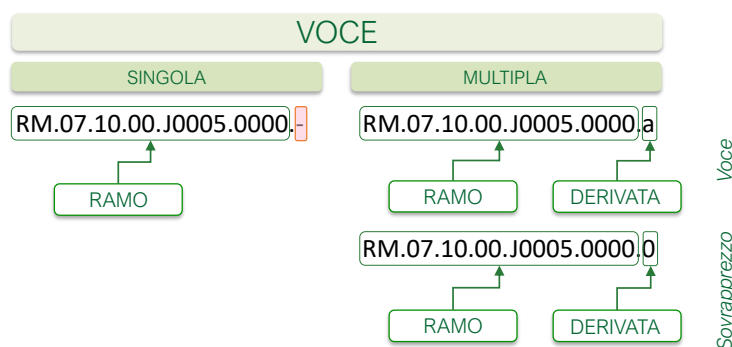 VOCE
SINGOLA
MULTIPLA
RM.07.10.00.J0005.0000.-
RAMO
RM.07.10.00.J0005.0000.a
RAMO
DERIVATA
Voce
RM.07.10.00.J0005.0000.0
RAMO
DERIVATA
Sovrapprezzo